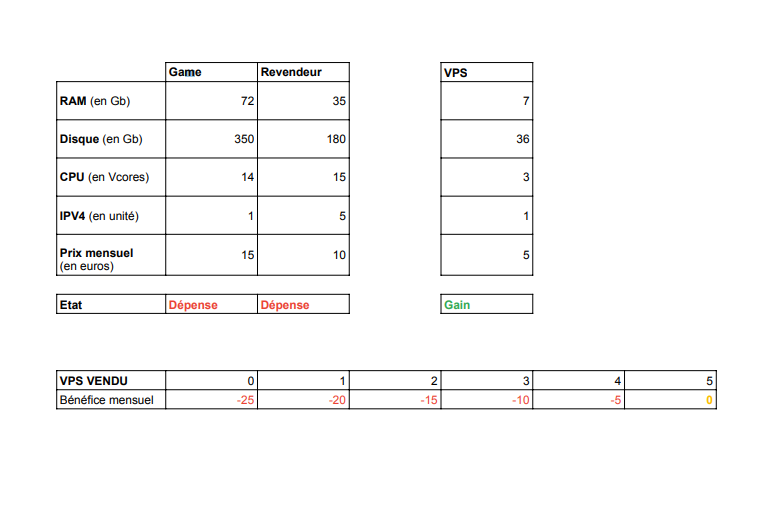 Game Revendeur VPS
RAM (en Gb) 72 35 7
Disque (en Gb) 350 180 36
CPU (en Vcores) 14 15 3
IPV4 (en unité) 1 5 1
Prix mensuel
(en euros) 15 10 5
Etat Dépense Dépense Gain
VPS VENDU 0 1 2 3 4 5
Bénéfice mensuel -25 -20 -15 -10 -5 0